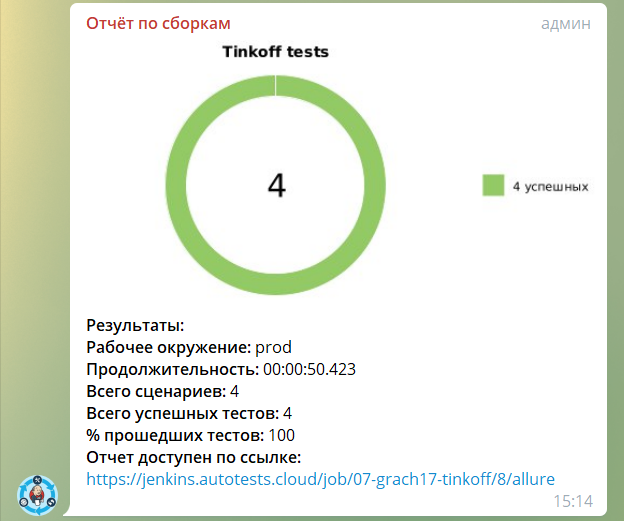 Отчёт по сборкам админ
Tinkoff tests
4
4 успешных
Результаты:
Рабочее окружение: prod
Продолжительность: 00:00:50.423
Всего сценариев: 4
Всего успешных тестов: 4
% прошедших тестов: 100
Отчет доступен по ссылке:
https://jenkins.autotests.cloud/job/07-grach17-tinkoff/8/allure
15:14